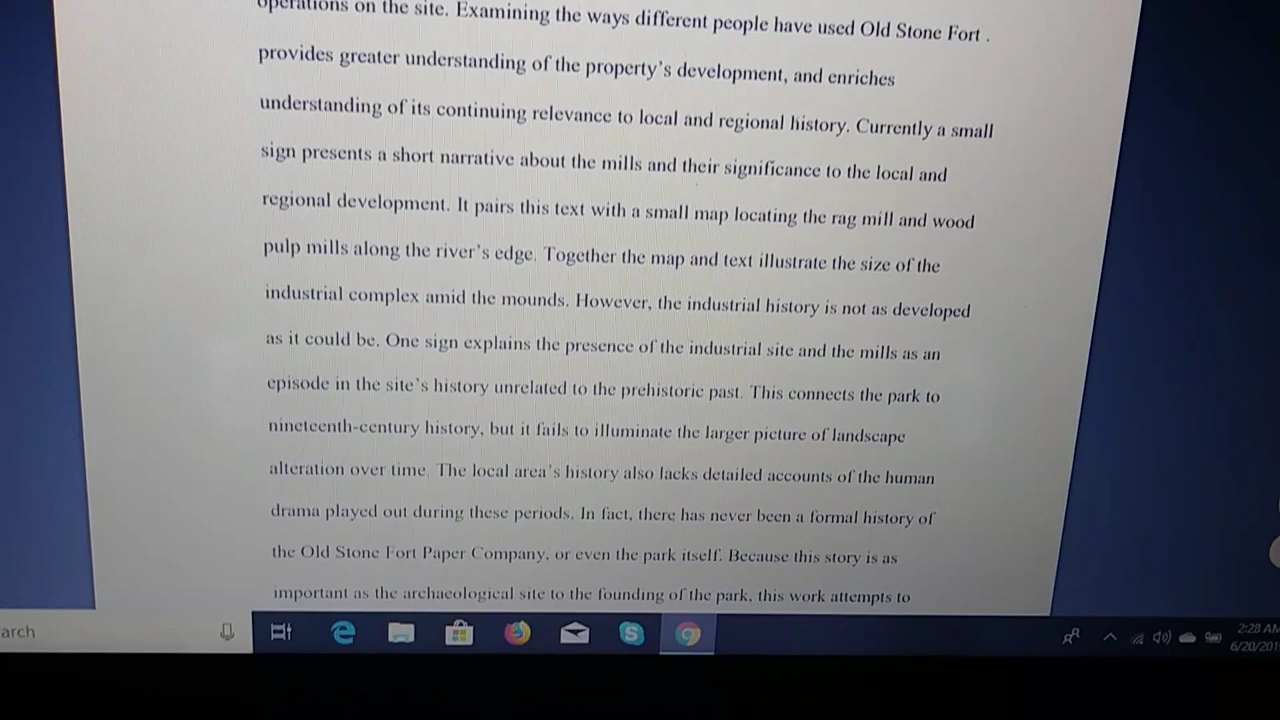 operations on the site. Examining the ways different people have used Old Stone Fort .
provides greater understanding of the property's development, and enriches
understanding of its continuing relevance to local and regional history. Currently a small
sign presents a short narrative about the mills and their significance to the local and
regional development. It pairs this text with a small map locating the rag mill and wood
pulp mills along the river's edge. Together the map and text illustrate the size of the
industrial complex amid the mounds. However, the industrial history is not as developed
as it could be. One sign explains the presence of the industrial site and the mills as an
episode in the site's history unrelated to the prehistoric past. This connects the park to
nineteenth-century history, but it fails to illuminate the larger picture of landscape
alteration over time. The local area's history also lacks detailed accounts of the human
drama played out during these periods. In fact, there has never been a formal history of
the Old Stone Fort Paper Company, or even the park itself. Because this story is as
important as the archaeological site to the founding of the park, this work attempts to
arch
2:28 AM
6/20/201